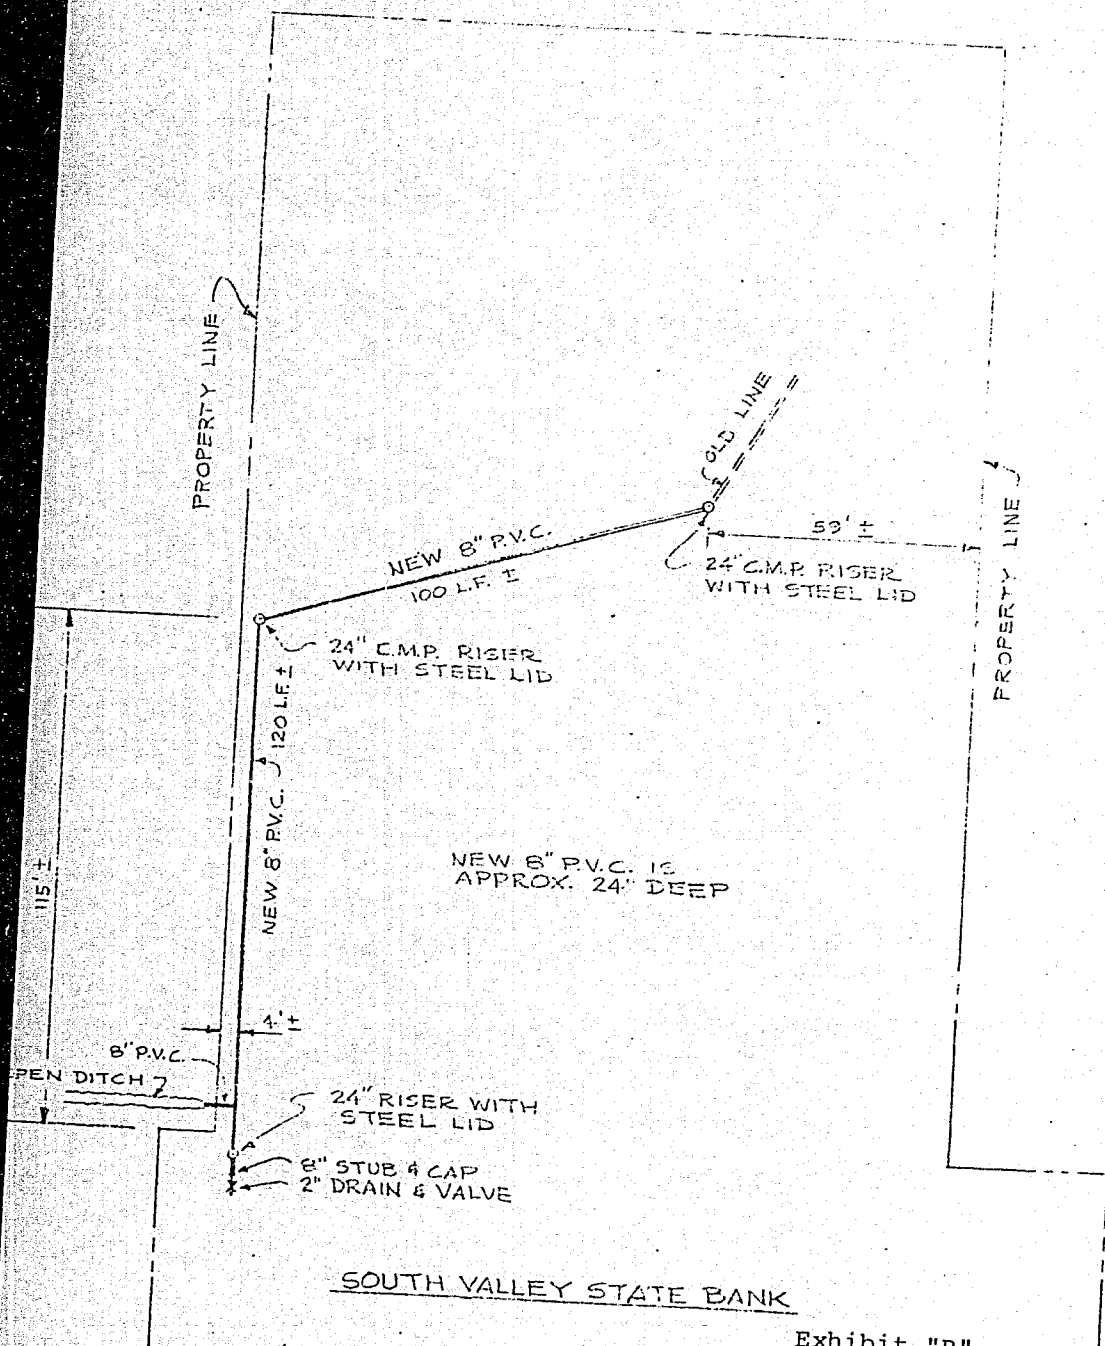 PROPERTY LINE
OLD LINE
59' ±
PROPERTY LINE
NEW 8" P.V.C.
100 L.F. ±
24" C.M.P. RISER
WITH STEEL LID
24" C.M.P. RISER
WITH STEEL LID
120 L.F. ±
NEW 8" P.V.C.
115' ±
NEW 8" P.V.C. IS
APPROX. 24" DEEP
4' ±
8" P.V.C.
PEN DITCH
24" RISER WITH
STEEL LID
8" STUB & CAP
2" DRAIN & VALVE
SOUTH VALLEY STATE BANK
Exhibit